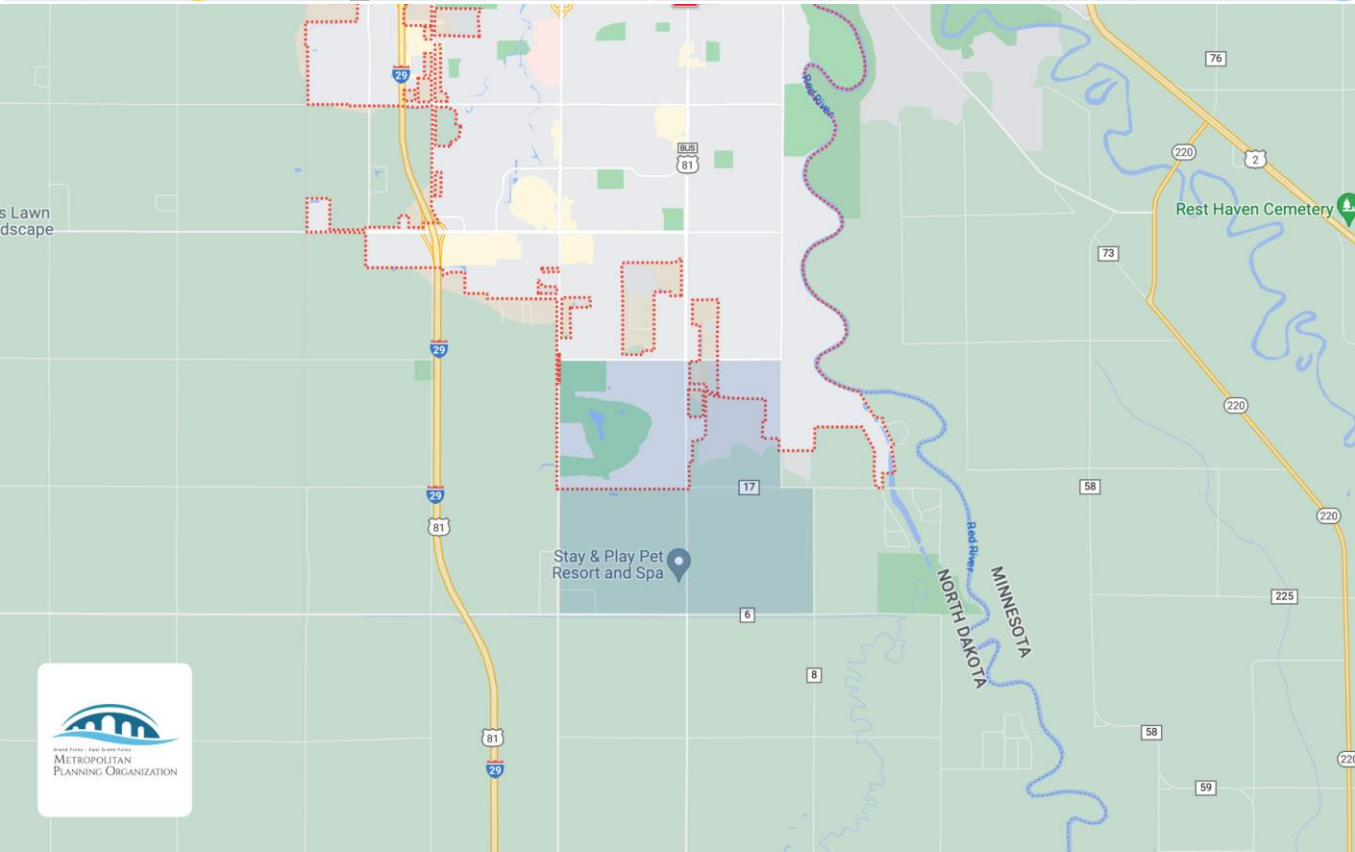 29
76
Red River
BUS
81
220
2
s Lawn
dscape
Rest Haven Cemetery
73
29
220
17
58
29
81
220
Stay & Play Pet
Resort and Spa
Red River
MINNESOTA
NORTH DAKOTA
225
6
8
58
81
29
220
59
Grand Forks - East Grand Forks
METROPOLITAN
PLANNING ORGANIZATION